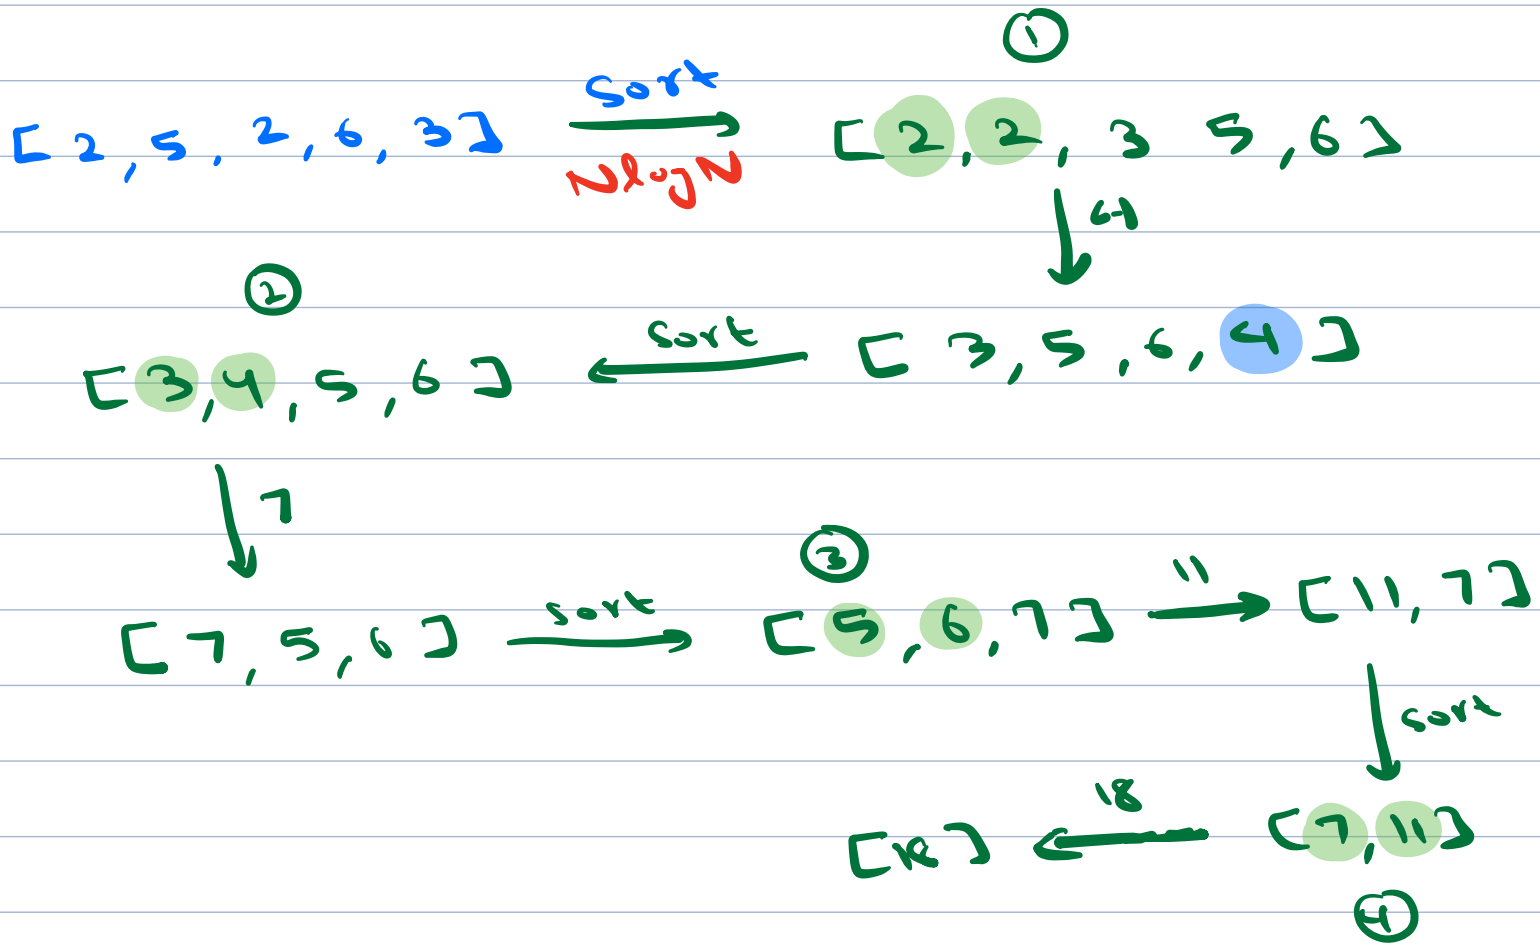 ①
[ 2 , 5 , 2 , 6 , 3 ] Sort NlogN [ 2 , 2 , 3 5 , 6 ]
4
②
[ 3 , 4 , 5 , 6 ] sort [ 3 , 5 , 6 , 4 ]
7
③
[ 7 , 5 , 6 ] sort [ 5 , 6 , 7 ] 11 [ 11 , 7 ]
sort
[ 18 ] 18 [ 7 , 11 ]
④